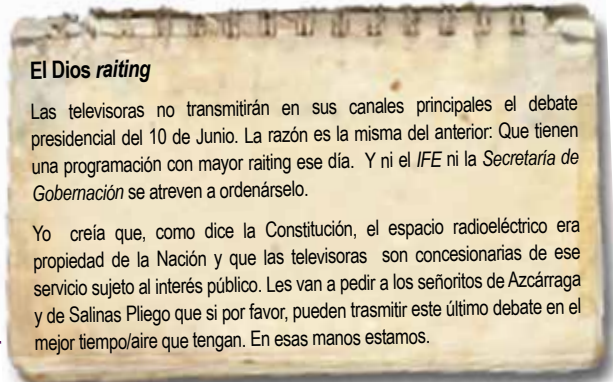 El Dios raiting
Las televisoras no transmitirán en sus canales principales el debate
presidencial del 10 de Junio. La razón es la misma del anterior: Que tienen
una programación con mayor raiting ese día. Y ni el IFE ni la Secretaría de
Gobernación se atreven a ordenárselo.
Yo creía que, como dice la Constitución, el espacio radioeléctrico era
propiedad de la Nación y que las televisoras son concesionarias de ese
servicio sujeto al interés público. Les van a pedir a los señoritos de Azcárraga
y de Salinas Pliego que si por favor, pueden trasmitir este último debate en el
mejor tiempo/aire que tengan. En esas manos estamos.